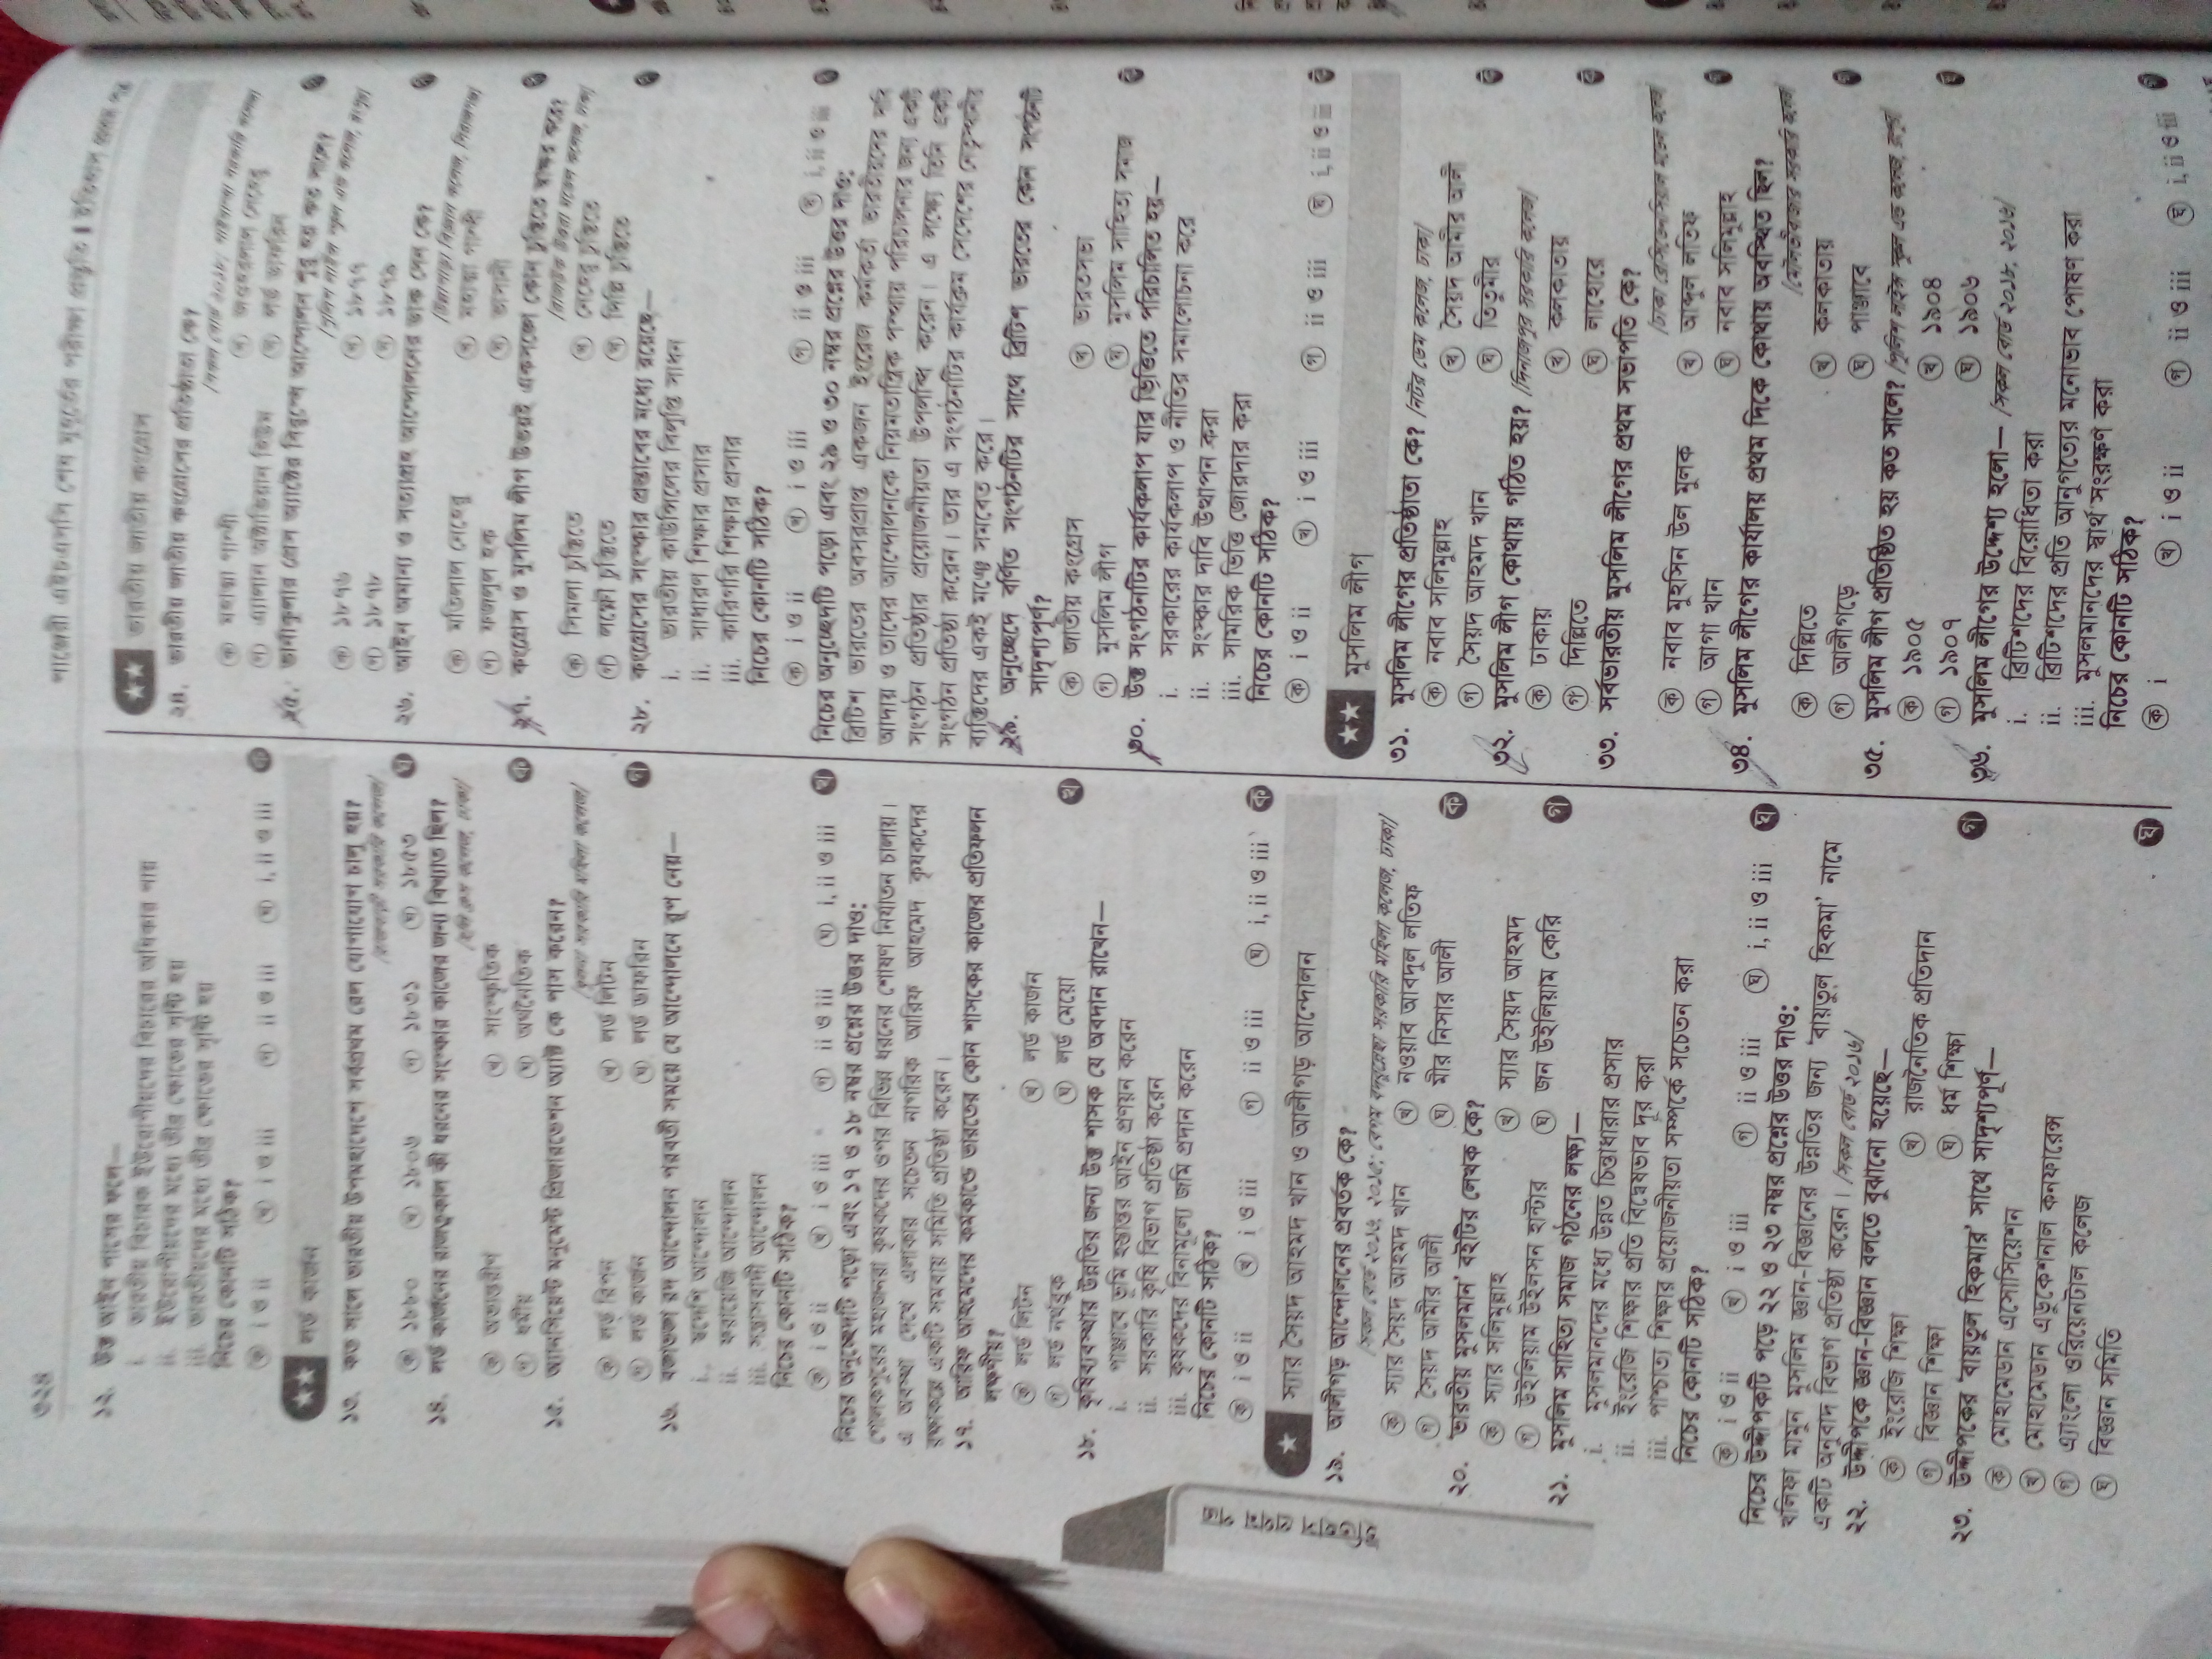 ৩২৪
পাঞ্জেরী এইচএসসি শেষ মুহূর্তের পরীক্ষা প্রস্তুতি ইতিহাস প্রথম পত্র
১২. উক্ত আইন পাসের ফলে—
i. ভারতীয় বিচারক ইউরোপীয়দের বিচারের অধিকার পায়
ii. ইউরোপীয়দের মধ্যে তীব্র ক্ষোভের সৃষ্টি হয়
iii. ভারতীয়দের মধ্যে তীব্র ক্ষোভের সৃষ্টি হয়
নিচের কোনটি সঠিক?
ক i ও ii খ i ও iii গ ii ও iii ঘ i, ii ও iii ক
★★ লর্ড কার্জন
১৩. কত সালে ভারতীয় উপমহাদেশে সর্বপ্রথম রেল যোগাযোগ চালু হয়?
[রাজবাড়ী সরকারি কলেজ]
ক ১৮৮০ খ ১৮০৬ গ ১৮৩১ ঘ ১৮৫৩ ঘ
১৪. লর্ড কার্জনের রাজত্বকাল কী ধরনের সংস্কার কাজের জন্য বিখ্যাত ছিল?
[হলি ক্রস কলেজ, ঢাকা]
ক অভ্যন্তরীণ খ সাংস্কৃতিক
গ ধর্মীয় ঘ অর্থনৈতিক ক
১৫. অ্যানসিয়েন্ট মনুমেন্ট প্রিজারভেশন অ্যাক্ট কে পাস করেন?
[খুলনা সরকারি মহিলা কলেজ]
ক লর্ড রিপন খ লর্ড লিটন
গ লর্ড কার্জন ঘ লর্ড ডাফরিন গ
১৬. বঙ্গভঙ্গ রদ আন্দোলন পরবর্তী সময়ে যে আন্দোলনে রূপ নেয়—
i. স্বদেশি আন্দোলন
ii. ফরায়েজি আন্দোলন
iii. সন্ত্রাসবাদী আন্দোলন
নিচের কোনটি সঠিক?
ক i ও ii খ i ও iii গ ii ও iii ঘ i, ii ও iii খ
নিচের অনুচ্ছেদটি পড়ো এবং ১৭ ও ১৮ নম্বর প্রশ্নের উত্তর দাও:
গোলকপুরের মহাজনরা কৃষকদের ওপর বিভিন্ন ধরনের শোষণ নির্যাতন চালায়।
এ অবস্থা দেখে এলাকার সচেতন নাগরিক আরিফ আহমেদ কৃষকদের
রক্ষাকল্পে একটি সমবায় সমিতি প্রতিষ্ঠা করেন।
১৭. আরিফ আহমেদের কর্মকাণ্ডে ভারতের কোন শাসকের কাজের প্রতিফলন
লক্ষণীয়?
ক লর্ড লিটন খ লর্ড কার্জন
গ লর্ড নর্থব্রুক ঘ লর্ড মেয়ো খ
১৮. কৃষিব্যবস্থার উন্নতির জন্য উক্ত শাসক যে অবদান রাখেন—
i. পাঞ্জাবে ভূমি হস্তান্তর আইন প্রণয়ন করেন
ii. সরকারি কৃষি বিভাগ প্রতিষ্ঠা করেন
iii. কৃষকদের বিনামূল্যে জমি প্রদান করেন
নিচের কোনটি সঠিক?
ক i ও ii খ i ও iii গ ii ও iii ঘ i, ii ও iii ক
★ স্যার সৈয়দ আহমদ খান ও আলীগড় আন্দোলন
১৯. আলীগড় আন্দোলনের প্রবর্তক কে?
[সকল বোর্ড ২০১৬, ২০১৫; বেগম বদরুন্নেছা সরকারি মহিলা কলেজ, ঢাকা]
ক স্যার সৈয়দ আহমদ খান খ নওয়াব আবদুল লতিফ
গ সৈয়দ আমীর আলী ঘ মীর নিসার আলী ক
২০. 'ভারতীয় মুসলমান' বইটির লেখক কে?
ক স্যার সলিমুল্লাহ খ স্যার সৈয়দ আহমদ
গ উইলিয়াম উইলসন হান্টার ঘ জন উইলিয়াম কেরি গ
২১. মুসলিম সাহিত্য সমাজ গঠনের লক্ষ্য—
i. মুসলমানদের মধ্যে উন্নত চিন্তাধারার প্রসার
ii. ইংরেজি শিক্ষার প্রতি বিদ্বেষভাব দূর করা
iii. পাশ্চাত্য শিক্ষার প্রয়োজনীয়তা সম্পর্কে সচেতন করা
নিচের কোনটি সঠিক?
ক i ও ii খ i ও iii গ ii ও iii ঘ i, ii ও iii ঘ
নিচের উদ্দীপকটি পড়ে ২২ ও ২৩ নম্বর প্রশ্নের উত্তর দাও:
খলিফা মামুন মুসলিম জ্ঞান-বিজ্ঞানের উন্নতির জন্য 'বায়তুল হিকমা' নামে
একটি অনুবাদ বিভাগ প্রতিষ্ঠা করেন। [সকল বোর্ড ২০১৬]
২২. উদ্দীপকে জ্ঞান-বিজ্ঞান বলতে বুঝানো হয়েছে—
ক ইংরেজি শিক্ষা খ রাজনৈতিক প্রতিদান
গ বিজ্ঞান শিক্ষা ঘ ধর্ম শিক্ষা গ
২৩. উদ্দীপকের 'বায়তুল হিকমার' সাথে সাদৃশ্যপূর্ণ—
ক মোহামেডান এসোসিয়েশন
খ মোহামেডান এডুকেশনাল কনফারেন্স
গ এ্যাংলো ওরিয়েনটাল কলেজ
ঘ বিজ্ঞান সমিতি ঘ
ইতিহাস প্রথম পত্র
★★ ভারতীয় জাতীয় কংগ্রেস
২৪. ভারতীয় জাতীয় কংগ্রেসের প্রতিষ্ঠাতা কে?
[সকল বোর্ড ২০১৮; গাইবান্ধা সরকারি কলেজ]
ক মহাত্মা গান্ধী খ জওহরলাল নেহেরু
গ এ্যালান অক্টাভিয়ান হিউম ঘ লর্ড ডাফরিন
২৫. ভার্নাকুলার প্রেস অ্যাক্টের বিরুদ্ধে আন্দোলন শুরু হয় কত সালে?
[পুলিশ লাইন্স স্কুল এন্ড কলেজ, রংপুর]
ক ১৮৭৬ খ ১৮৭৭
গ ১৮৭৮ ঘ ১৮৭৯
২৬. আইন অমান্য ও সত্যাগ্রহ আন্দোলনের ডাক দেন কে?
[উল্লাপাড়া বিজ্ঞান কলেজ, সিরাজগঞ্জ]
ক মতিলাল নেহেরু খ মহাত্মা গান্ধী
গ ফজলুল হক ঘ ভাসানী
২৭. কংগ্রেস ও মুসলিম লীগ উভয়ই একসঙ্গে কোন চুক্তিতে স্বাক্ষর করে?
[রাজউক উত্তরা মডেল কলেজ, ঢাকা]
ক সিমলা চুক্তিতে খ নেহেরু চুক্তিতে
গ লক্ষ্ণৌ চুক্তিতে ঘ দিল্লি চুক্তিতে
২৮. কংগ্রেসের সংস্কার প্রস্তাবের মধ্যে রয়েছে—
i. ভারতীয় কাউন্সিলের বিলুপ্তি সাধন
ii. সাধারণ শিক্ষার প্রসার
iii. কারিগরি শিক্ষার প্রসার
নিচের কোনটি সঠিক?
ক i ও ii খ i ও iii গ ii ও iii ঘ i, ii ও iii
নিচের অনুচ্ছেদটি পড়ো এবং ২৯ ও ৩০ নম্বর প্রশ্নের উত্তর দাও:
ব্রিটিশ ভারতের অবসরপ্রাপ্ত একজন ইংরেজ কর্মকর্তা ভারতীয়দের দাবি
আদায় ও তাদের আন্দোলনকে নিয়মতান্ত্রিক পন্থায় পরিচালনার জন্য একটি
সংগঠন প্রতিষ্ঠার প্রয়োজনীয়তা উপলব্ধি করেন। এ লক্ষ্যে তিনি একটি
সংগঠন প্রতিষ্ঠা করেন। তার এ সংগঠনটির কার্যক্রম সেদেশের নেতৃস্থানীয়
ব্যক্তিদের একই মঞ্চে সমবেত করে।
২৯. অনুচ্ছেদে বর্ণিত সংগঠনটির সাথে ব্রিটিশ ভারতের কোন সংগঠনটি
সাদৃশ্যপূর্ণ?
ক জাতীয় কংগ্রেস খ ভারতসভা
গ মুসলিম লীগ ঘ মুসলিম সাহিত্য সমাজ
৩০. উক্ত সংগঠনটির কার্যকলাপ যার ভিত্তিতে পরিচালিত হয়—
i. সরকারের কার্যকলাপ ও নীতির সমালোচনা করে
ii. সংস্কার দাবি উত্থাপন করা
iii. সামরিক ভিত্তি জোরদার করা
নিচের কোনটি সঠিক?
ক i ও ii খ i ও iii গ ii ও iii ঘ i, ii ও iii
★★ মুসলিম লীগ
৩১. মুসলিম লীগের প্রতিষ্ঠাতা কে? [নটর ডেম কলেজ, ঢাকা]
ক নবাব সলিমুল্লাহ খ সৈয়দ আমীর আলী
গ সৈয়দ আহমদ খান ঘ তিতুমীর
৩২. মুসলিম লীগ কোথায় গঠিত হয়? [দিনাজপুর সরকারি কলেজ]
ক ঢাকায় খ কলকাতায়
গ দিল্লিতে ঘ লাহোরে
৩৩. সর্বভারতীয় মুসলিম লীগের প্রথম সভাপতি কে?
[ঢাকা রেসিডেনসিয়াল মডেল কলেজ]
ক নবাব মুহসিন উল মুলক খ আব্দুল লতিফ
গ আগা খান ঘ নবাব সলিমুল্লাহ
৩৪. মুসলিম লীগের কার্যালয় প্রথম দিকে কোথায় অবস্থিত ছিল?
[মৌলভীবাজার সরকারি কলেজ]
ক দিল্লিতে খ কলকাতায়
গ আলীগড়ে ঘ পাঞ্জাবে
৩৫. মুসলিম লীগ প্রতিষ্ঠিত হয় কত সালে? [পুলিশ লাইন্স স্কুল এন্ড কলেজ, রংপুর]
ক ১৯০৫ খ ১৯০৪
গ ১৯০৭ ঘ ১৯০৬
৩৬. মুসলিম লীগের উদ্দেশ্য হলো— [সকল বোর্ড ২০১৮, ২০১৬]
i. ব্রিটিশদের বিরোধিতা করা
ii. ব্রিটিশদের প্রতি আনুগত্যের মনোভাব পোষণ করা
iii. মুসলমানদের স্বার্থ সংরক্ষণ করা
নিচের কোনটি সঠিক?
ক i খ i ও ii গ ii ও iii ঘ i, ii ও iii